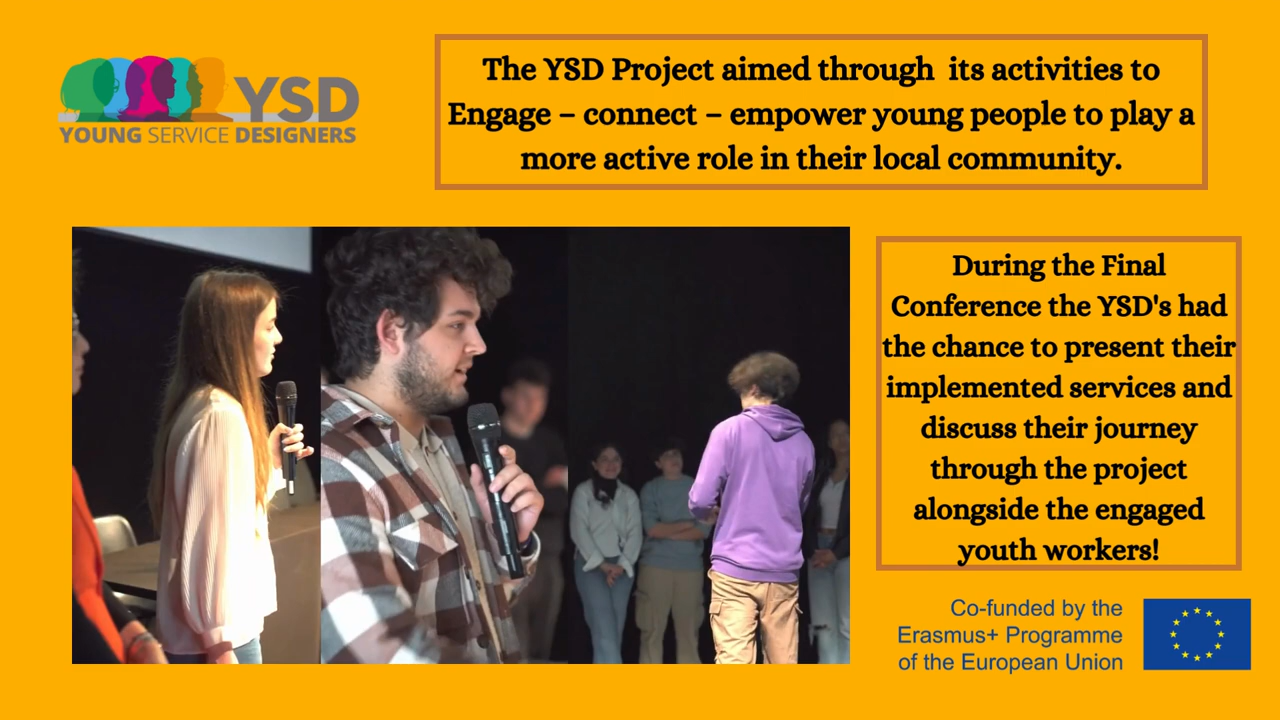 YSD
YOUNG SERVICE DESIGNERS
The YSD Project aimed through its activities to
Engage – connect – empower young people to play a
more active role in their local community.
During the Final
Conference the YSD's had
the chance to present their
implemented services and
discuss their journey
through the project
alongside the engaged
youth workers!
Co-funded by the
Erasmus+ Programme
of the European Union